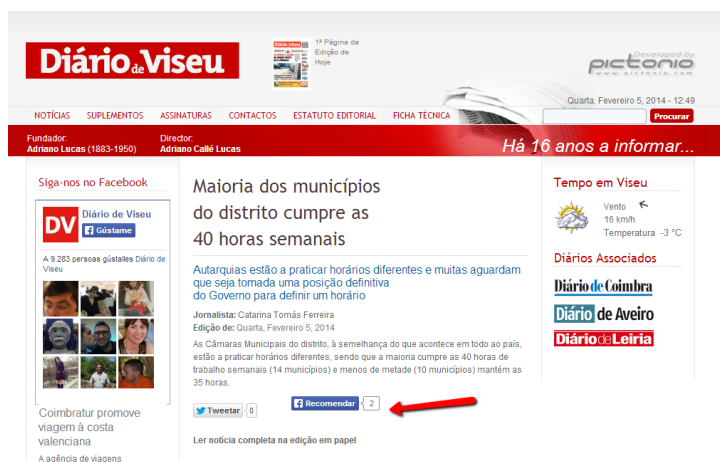 Diário de Viseu
1ª Página da
Edição de
Hoje
Developed by
pictonio
www.pictonio.com
Quarta, Fevereiro 5, 2014 - 12:49
NOTÍCIAS SUPLEMENTOS ASSINATURAS CONTACTOS ESTATUTO EDITORIAL FICHA TÉCNICA
Procurar
Fundador:
Adriano Lucas (1883-1950)
Director:
Adriano Callé Lucas
Há 16 anos a informar...
Siga-nos no Facebook
DV
Diário de Viseu
Gústame
A 9.283 persoas gústalles Diário de
Viseu
Coimbratur promove
viagem à costa
valenciana
A agência de viagens
Maioria dos municípios
do distrito cumpre as
40 horas semanais
Autarquias estão a praticar horários diferentes e muitas aguardam
que seja tomada uma posição definitiva
do Governo para definir um horário
Jornalista: Catarina Tomás Ferreira
Edição de: Quarta, Fevereiro 5, 2014
As Câmaras Municipais do distrito, à semelhança do que acontece em todo ao país,
estão a praticar horários diferentes, sendo que a maioria cumpre as 40 horas de
trabalho semanais (14 municípios) e menos de metade (10 municípios) mantém as
35 horas.
Tweetar 0
Recomendar 2
Ler notícia completa na edição em papel
Tempo em Viseu
Vento
16 km/h
Temperatura -3 °C
Diários Associados
Diário de Coimbra
Diário de Aveiro
Diário de Leiria